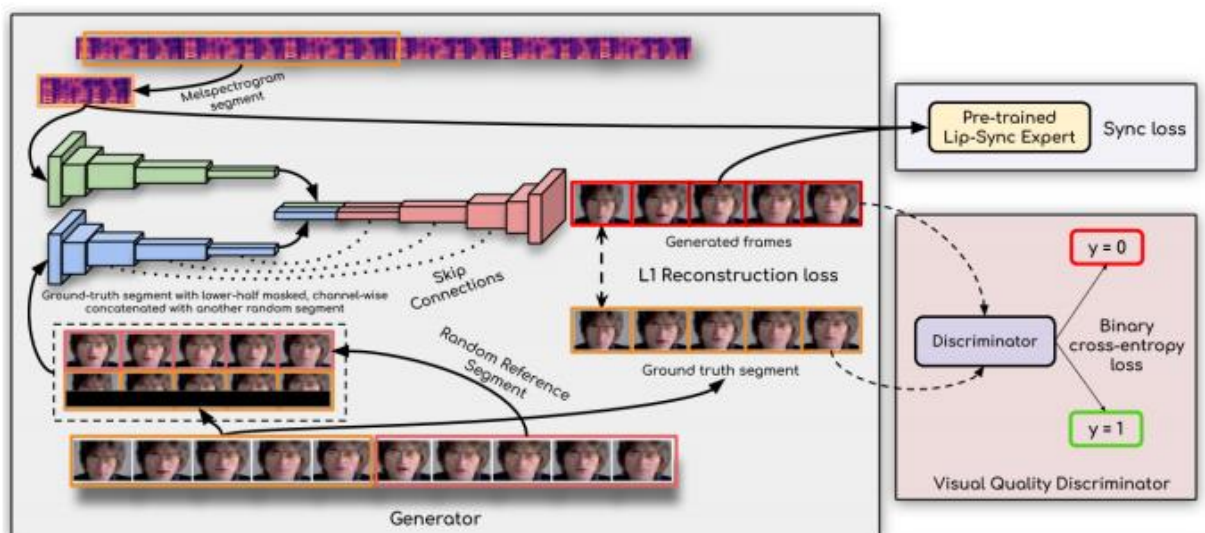 Melspectrogram
segment
Pre-trained
Lip-Sync Expert
Sync loss
Generated frames
L1 Reconstruction loss
Skip
Connections
Ground-truth segment with lower-half masked, channel-wise
concatenated with another random segment
Random Reference
Segment
Ground truth segment
y = 0
Discriminator
Binary
cross-entropy
loss
y = 1
Visual Quality Discriminator
Generator